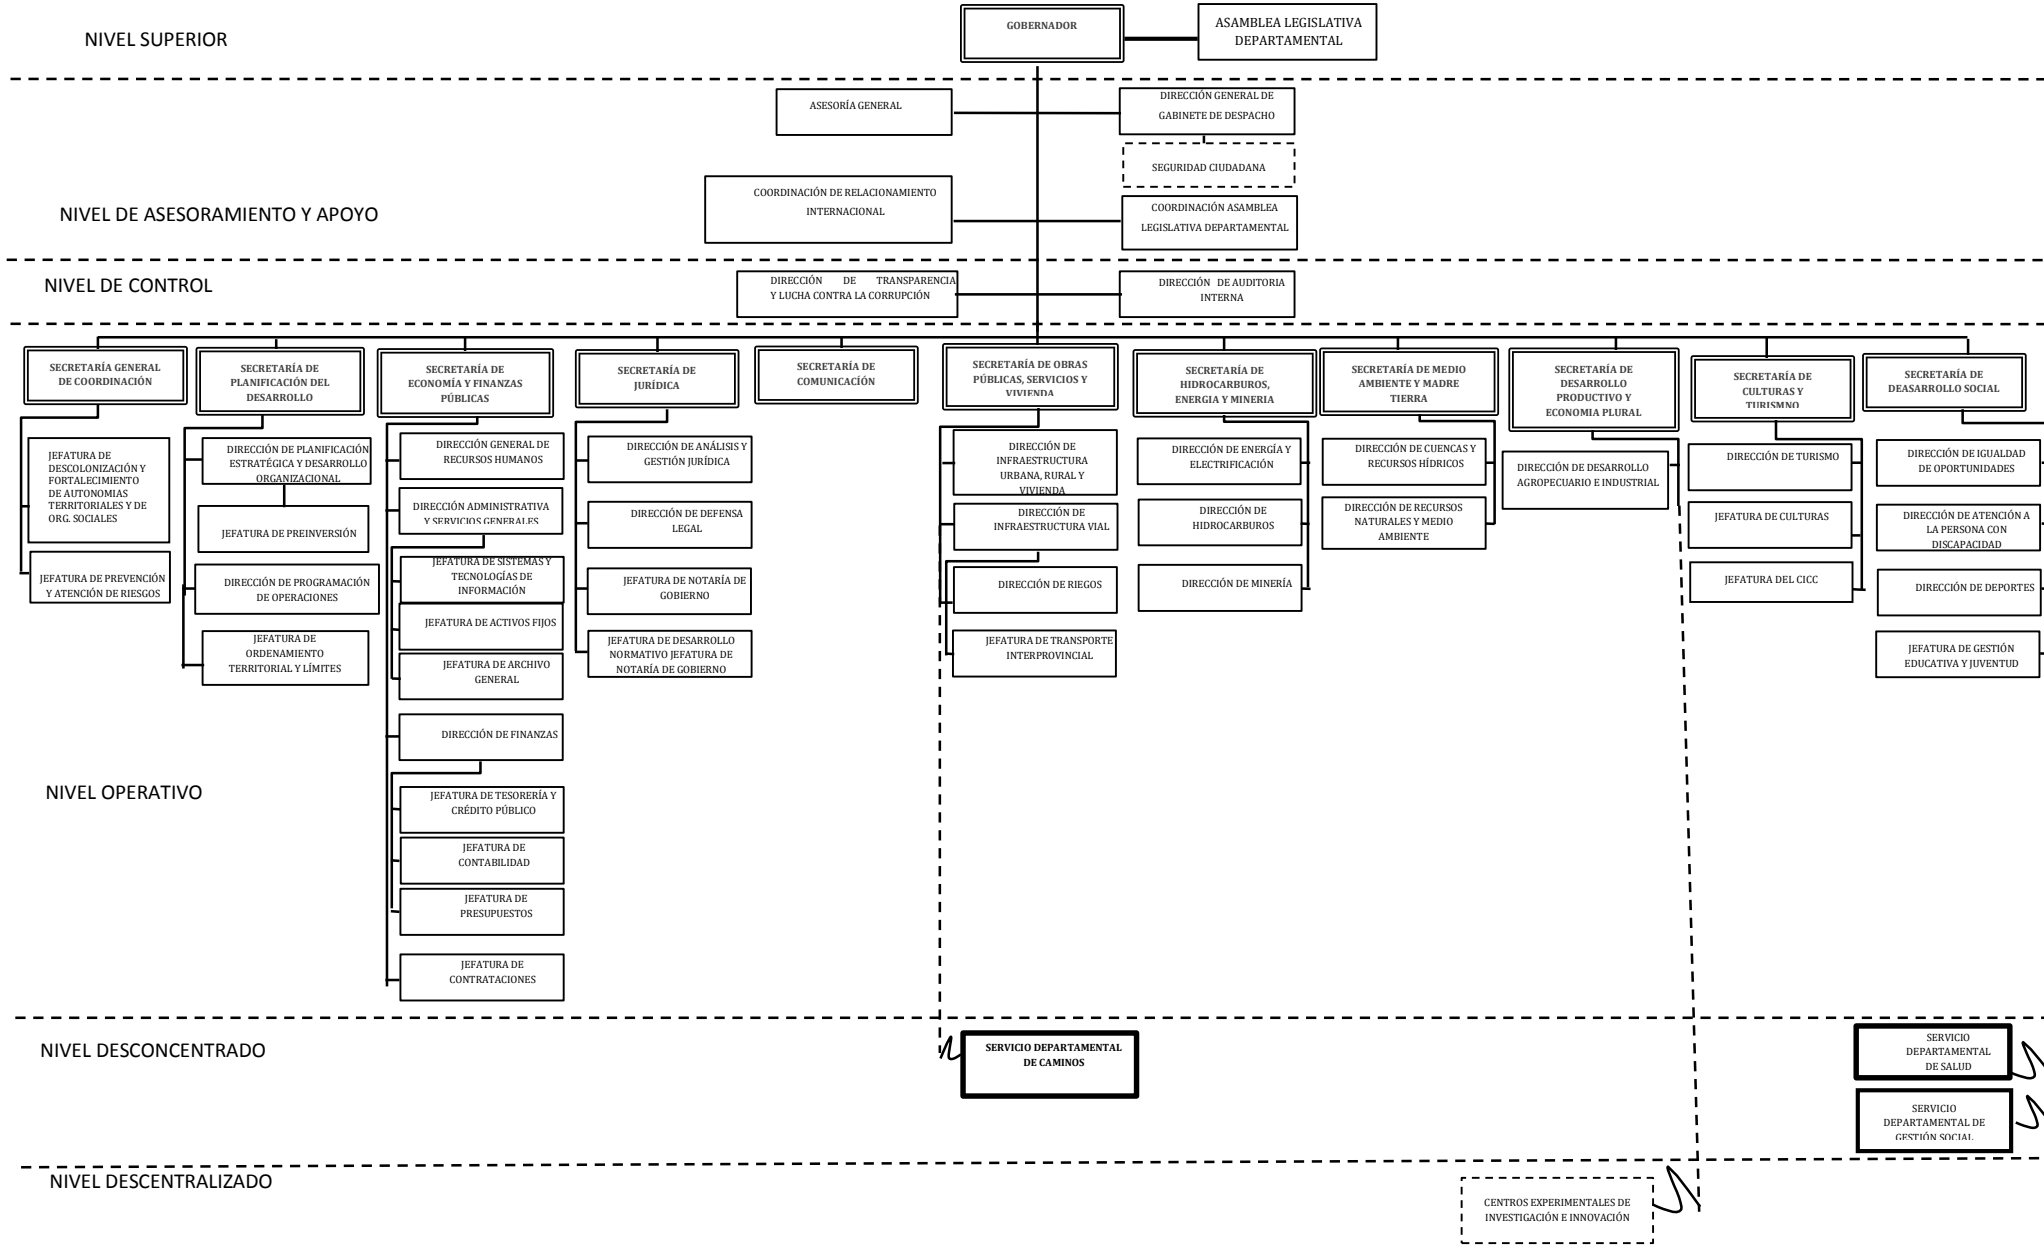 NIVEL SUPERIOR
GOBERNADOR
ASAMBLEA LEGISLATIVA
DEPARTAMENTAL
NIVEL DE ASESORAMIENTO Y APOYO
ASESORÍA GENERAL
DIRECCIÓN GENERAL DE
GABINETE DE DESPACHO
SEGURIDAD CIUDADANA
COORDINACIÓN DE RELACIONAMIENTO
INTERNACIONAL
COORDINACIÓN ASAMBLEA
LEGISLATIVA DEPARTAMENTAL
NIVEL DE CONTROL
DIRECCIÓN DE TRANSPARENCIA
Y LUCHA CONTRA LA CORRUPCIÓN
DIRECCIÓN DE AUDITORIA
INTERNA
SECRETARÍA GENERAL
DE COORDINACIÓN
JEFATURA DE
DESCOLONIZACIÓN Y
FORTALECIMIENTO
DE AUTONOMIAS
TERRITORIALES Y DE
ORG. SOCIALES
JEFATURA DE PREVENCIÓN
Y ATENCIÓN DE RIESGOS
SECRETARÍA DE
PLANIFICACIÓN DEL
DESARROLLO
DIRECCIÓN DE PLANIFICACIÓN
ESTRATÉGICA Y DESARROLLO
ORGANIZACIONAL
JEFATURA DE PREINVERSIÓN
DIRECCIÓN DE PROGRAMACIÓN
DE OPERACIONES
JEFATURA DE
ORDENAMIENTO
TERRITORIAL Y LÍMITES
SECRETARÍA DE
ECONOMÍA Y FINANZAS
PÚBLICAS
DIRECCIÓN GENERAL DE
RECURSOS HUMANOS
DIRECCIÓN ADMINISTRATIVA
Y SERVICIOS GENERALES
JEFATURA DE SISTEMAS Y
TECNOLOGÍAS DE
INFORMACIÓN
JEFATURA DE ACTIVOS FIJOS
JEFATURA DE ARCHIVO
GENERAL
DIRECCIÓN DE FINANZAS
JEFATURA DE TESORERÍA Y
CRÉDITO PÚBLICO
JEFATURA DE
CONTABILIDAD
JEFATURA DE
PRESUPUESTOS
JEFATURA DE
CONTRATACIONES
SECRETARÍA DE
JURÍDICA
DIRECCIÓN DE ANÁLISIS Y
GESTIÓN JURÍDICA
DIRECCIÓN DE DEFENSA
LEGAL
JEFATURA DE NOTARÍA DE
GOBIERNO
JEFATURA DE DESARROLLO
NORMATIVO JEFATURA DE
NOTARÍA DE GOBIERNO
SECRETARÍA DE
COMUNICACIÓN
SECRETARÍA DE OBRAS
PÚBLICAS, SERVICIOS Y
VIVIENDA
DIRECCIÓN DE
INFRAESTRUCTURA
URBANA, RURAL Y
VIVIENDA
DIRECCIÓN DE
INFRAESTRUCTURA VIAL
DIRECCIÓN DE RIEGOS
JEFATURA DE TRANSPORTE
INTERPROVINCIAL
SECRETARÍA DE
HIDROCARBUROS,
ENERGIA Y MINERIA
DIRECCIÓN DE ENERGÍA Y
ELECTRIFICACIÓN
DIRECCIÓN DE
HIDROCARBUROS
DIRECCIÓN DE MINERÍA
SECRETARÍA DE MEDIO
AMBIENTE Y MADRE
TIERRA
DIRECCIÓN DE CUENCAS Y
RECURSOS HÍDRICOS
DIRECCIÓN DE RECURSOS
NATURALES Y MEDIO
AMBIENTE
SECRETARÍA DE
DESARROLLO
PRODUCTIVO Y
ECONOMIA PLURAL
DIRECCIÓN DE DESARROLLO
AGROPECUARIO E INDUSTRIAL
SECRETARÍA DE
CULTURAS Y
TURISMNO
DIRECCIÓN DE TURISMO
JEFATURA DE CULTURAS
JEFATURA DEL CICC
SECRETARÍA DE
DEASARROLLO SOCIAL
DIRECCIÓN DE IGUALDAD
DE OPORTUNIDADES
DIRECCIÓN DE ATENCIÓN A
LA PERSONA CON
DISCAPACIDAD
DIRECCIÓN DE DEPORTES
JEFATURA DE GESTIÓN
EDUCATIVA Y JUVENTUD
NIVEL OPERATIVO
NIVEL DESCONCENTRADO
SERVICIO DEPARTAMENTAL
DE CAMINOS
SERVICIO
DEPARTAMENTAL
DE SALUD
SERVICIO
DEPARTAMENTAL DE
GESTIÓN SOCIAL
NIVEL DESCENTRALIZADO
CENTROS EXPERIMENTALES DE
INVESTIGACIÓN E INNOVACIÓN